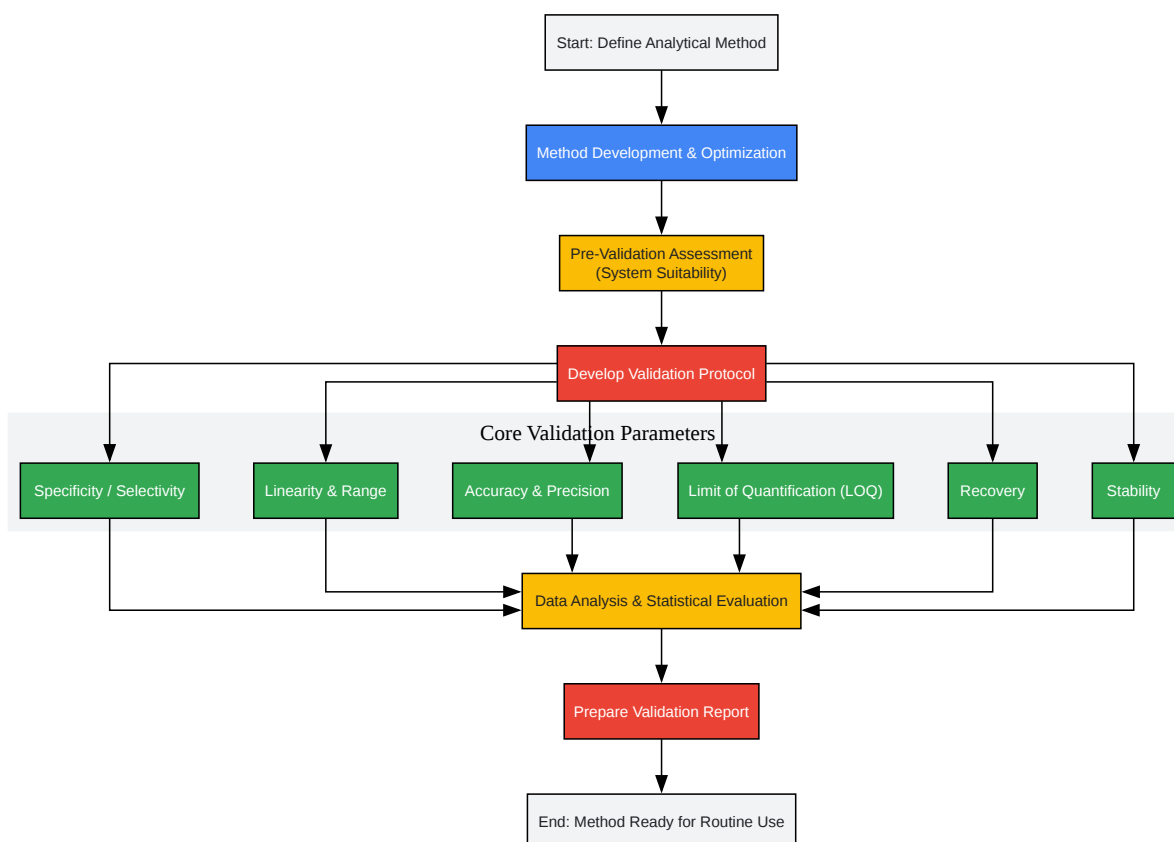 Start: Define Analytical Method
Method Development & Optimization
Pre-Validation Assessment
(System Suitability)
Develop Validation Protocol
Core Validation Parameters
Specificity / Selectivity
Linearity & Range
Accuracy & Precision
Limit of Quantification (LOQ)
Recovery
Stability
Data Analysis & Statistical Evaluation
Prepare Validation Report
End: Method Ready for Routine Use